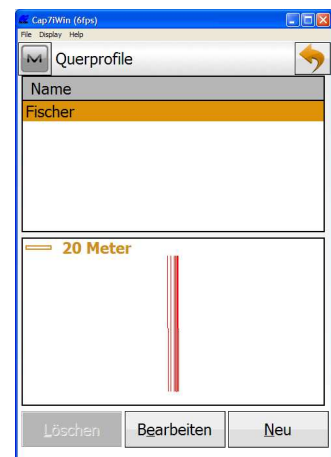 Cap7iWin (6fps)
File Display Help
M Querprofile
Name
Fischer
20 Meter
Löschen Bearbeiten Neu